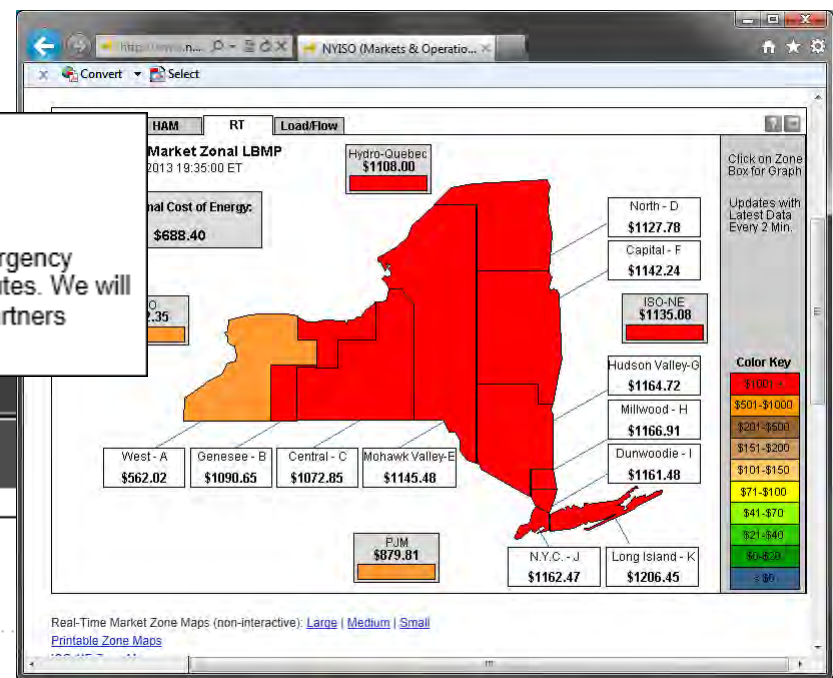 NYISO (Markets & Operatio...
Convert Select
HAM RT Load/Flow
Market Zonal LBMP
2013 19:35:00 ET
nal Cost of Energy:
$688.40
rgency
tes. We will
rtners
O
2.35
Hydro-Quebec
$1108.00
North - D
$1127.78
Capital - F
$1142.24
ISO-NE
$1135.08
Hudson Valley-G
$1164.72
Millwood - H
$1166.91
Dunwoodie - I
$1161.48
West - A
$562.02
Genesee - B
$1090.65
Central - C
$1072.85
Mohawk Valley-E
$1145.48
PJM
$879.81
N.Y.C. - J
$1162.47
Long Island - K
$1206.45
Click on Zone
Box for Graph
Updates with
Latest Data
Every 2 Min.
Color Key
$1001 +
$501-$1000
$201-$500
$151-$200
$101-$150
$71-$100
$41-$70
$21-$40
$0-$20
< $0
Real-Time Market Zone Maps (non-interactive): Large | Medium | Small
Printable Zone Maps